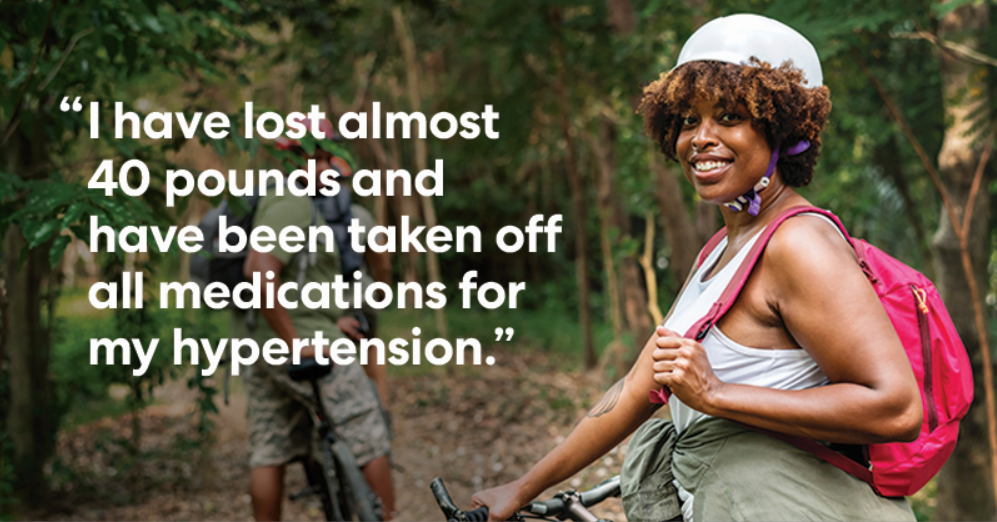 “I have lost almost
40 pounds and
have been taken off
all medications for
my hypertension.”